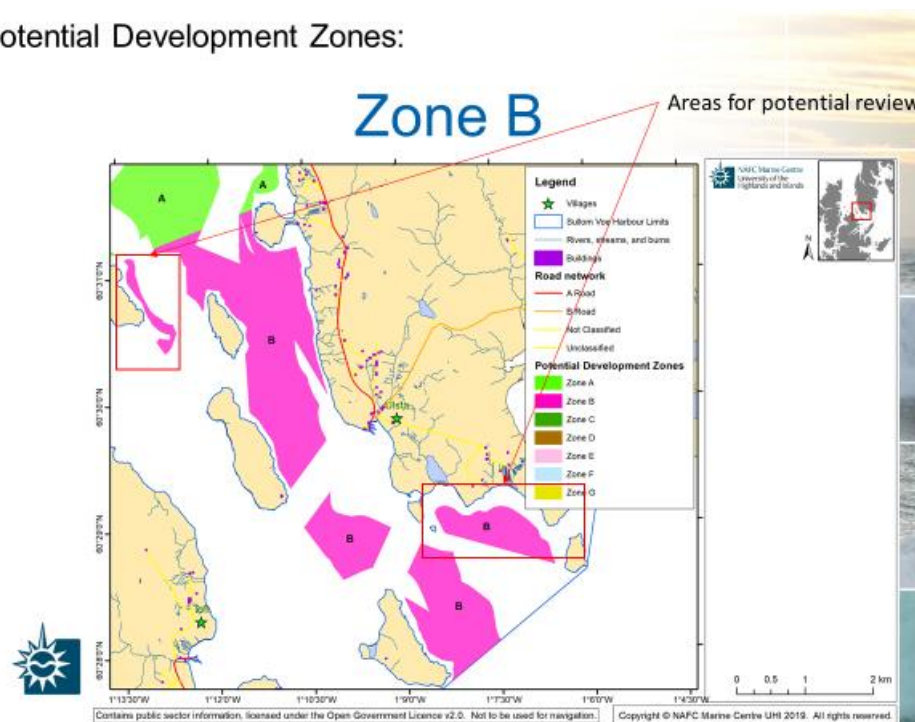 otential Development Zones:
Zone B
Areas for potential review
NAFC Marine Centre
University of the
Highlands and Islands
N
A
A
B
B
B
B
Legend
Villages
Sullom Voe Harbour Limits
Rivers, streams, and burns
Buildings
Road network
A Road
B Road
Not Classified
Unclassified
Potential Development Zones
Zone A
Zone B
Zone C
Zone D
Zone E
Zone F
Zone G
Ulsta
60°31'0"N
60°30'0"N
60°29'0"N
60°28'0"N
1°13'30"W
1°12'0"W
1°10'30"W
1°9'0"W
1°7'30"W
1°6'0"W
1°4'30"W
0 0.5 1 2 km
Contains public sector information, licensed under the Open Government Licence v2.0. Not to be used for navigation.
Copyright © NAFC Marine Centre UHI 2019. All rights reserved.